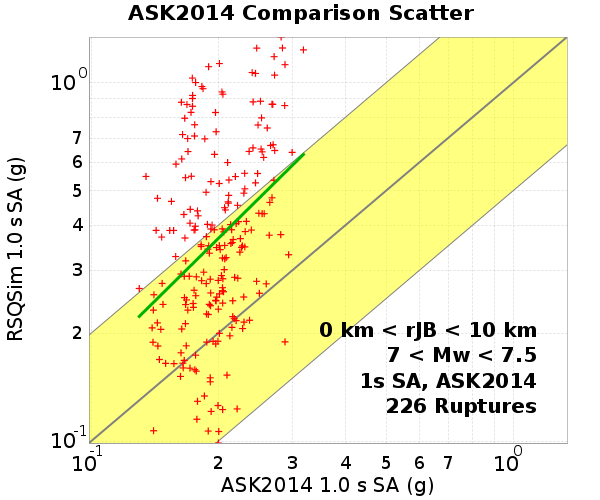 ASK2014 Comparison Scatter
RSQSim 1.0 s SA (g)
10^0
7
6
5
4
3
2
10^-1
0 km < rJB < 10 km
7 < Mw < 7.5
1s SA, ASK2014
226 Ruptures
10^-1 2 3 4 5 6 7 10^0
ASK2014 1.0 s SA (g)